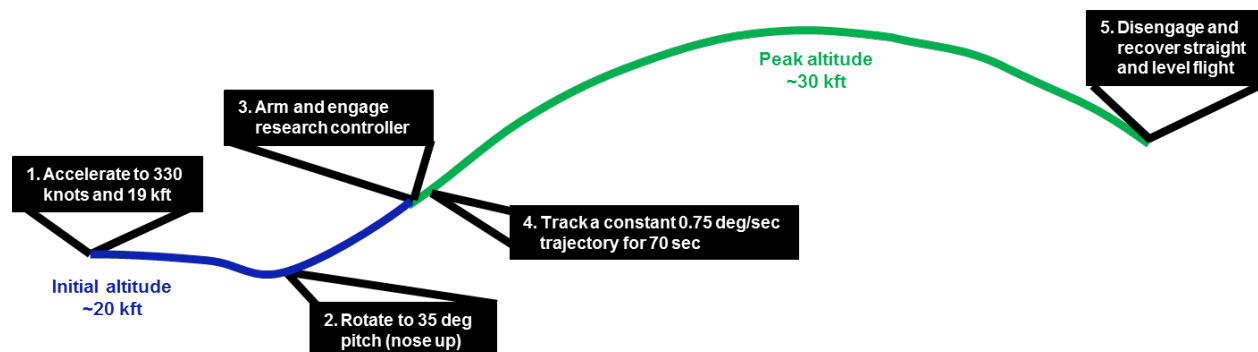 1. Accelerate to 330
knots and 19 kft
Initial altitude
~20 kft
2. Rotate to 35 deg
pitch (nose up)
3. Arm and engage
research controller
4. Track a constant 0.75 deg/sec
trajectory for 70 sec
Peak altitude
~30 kft
5. Disengage and
recover straight
and level flight